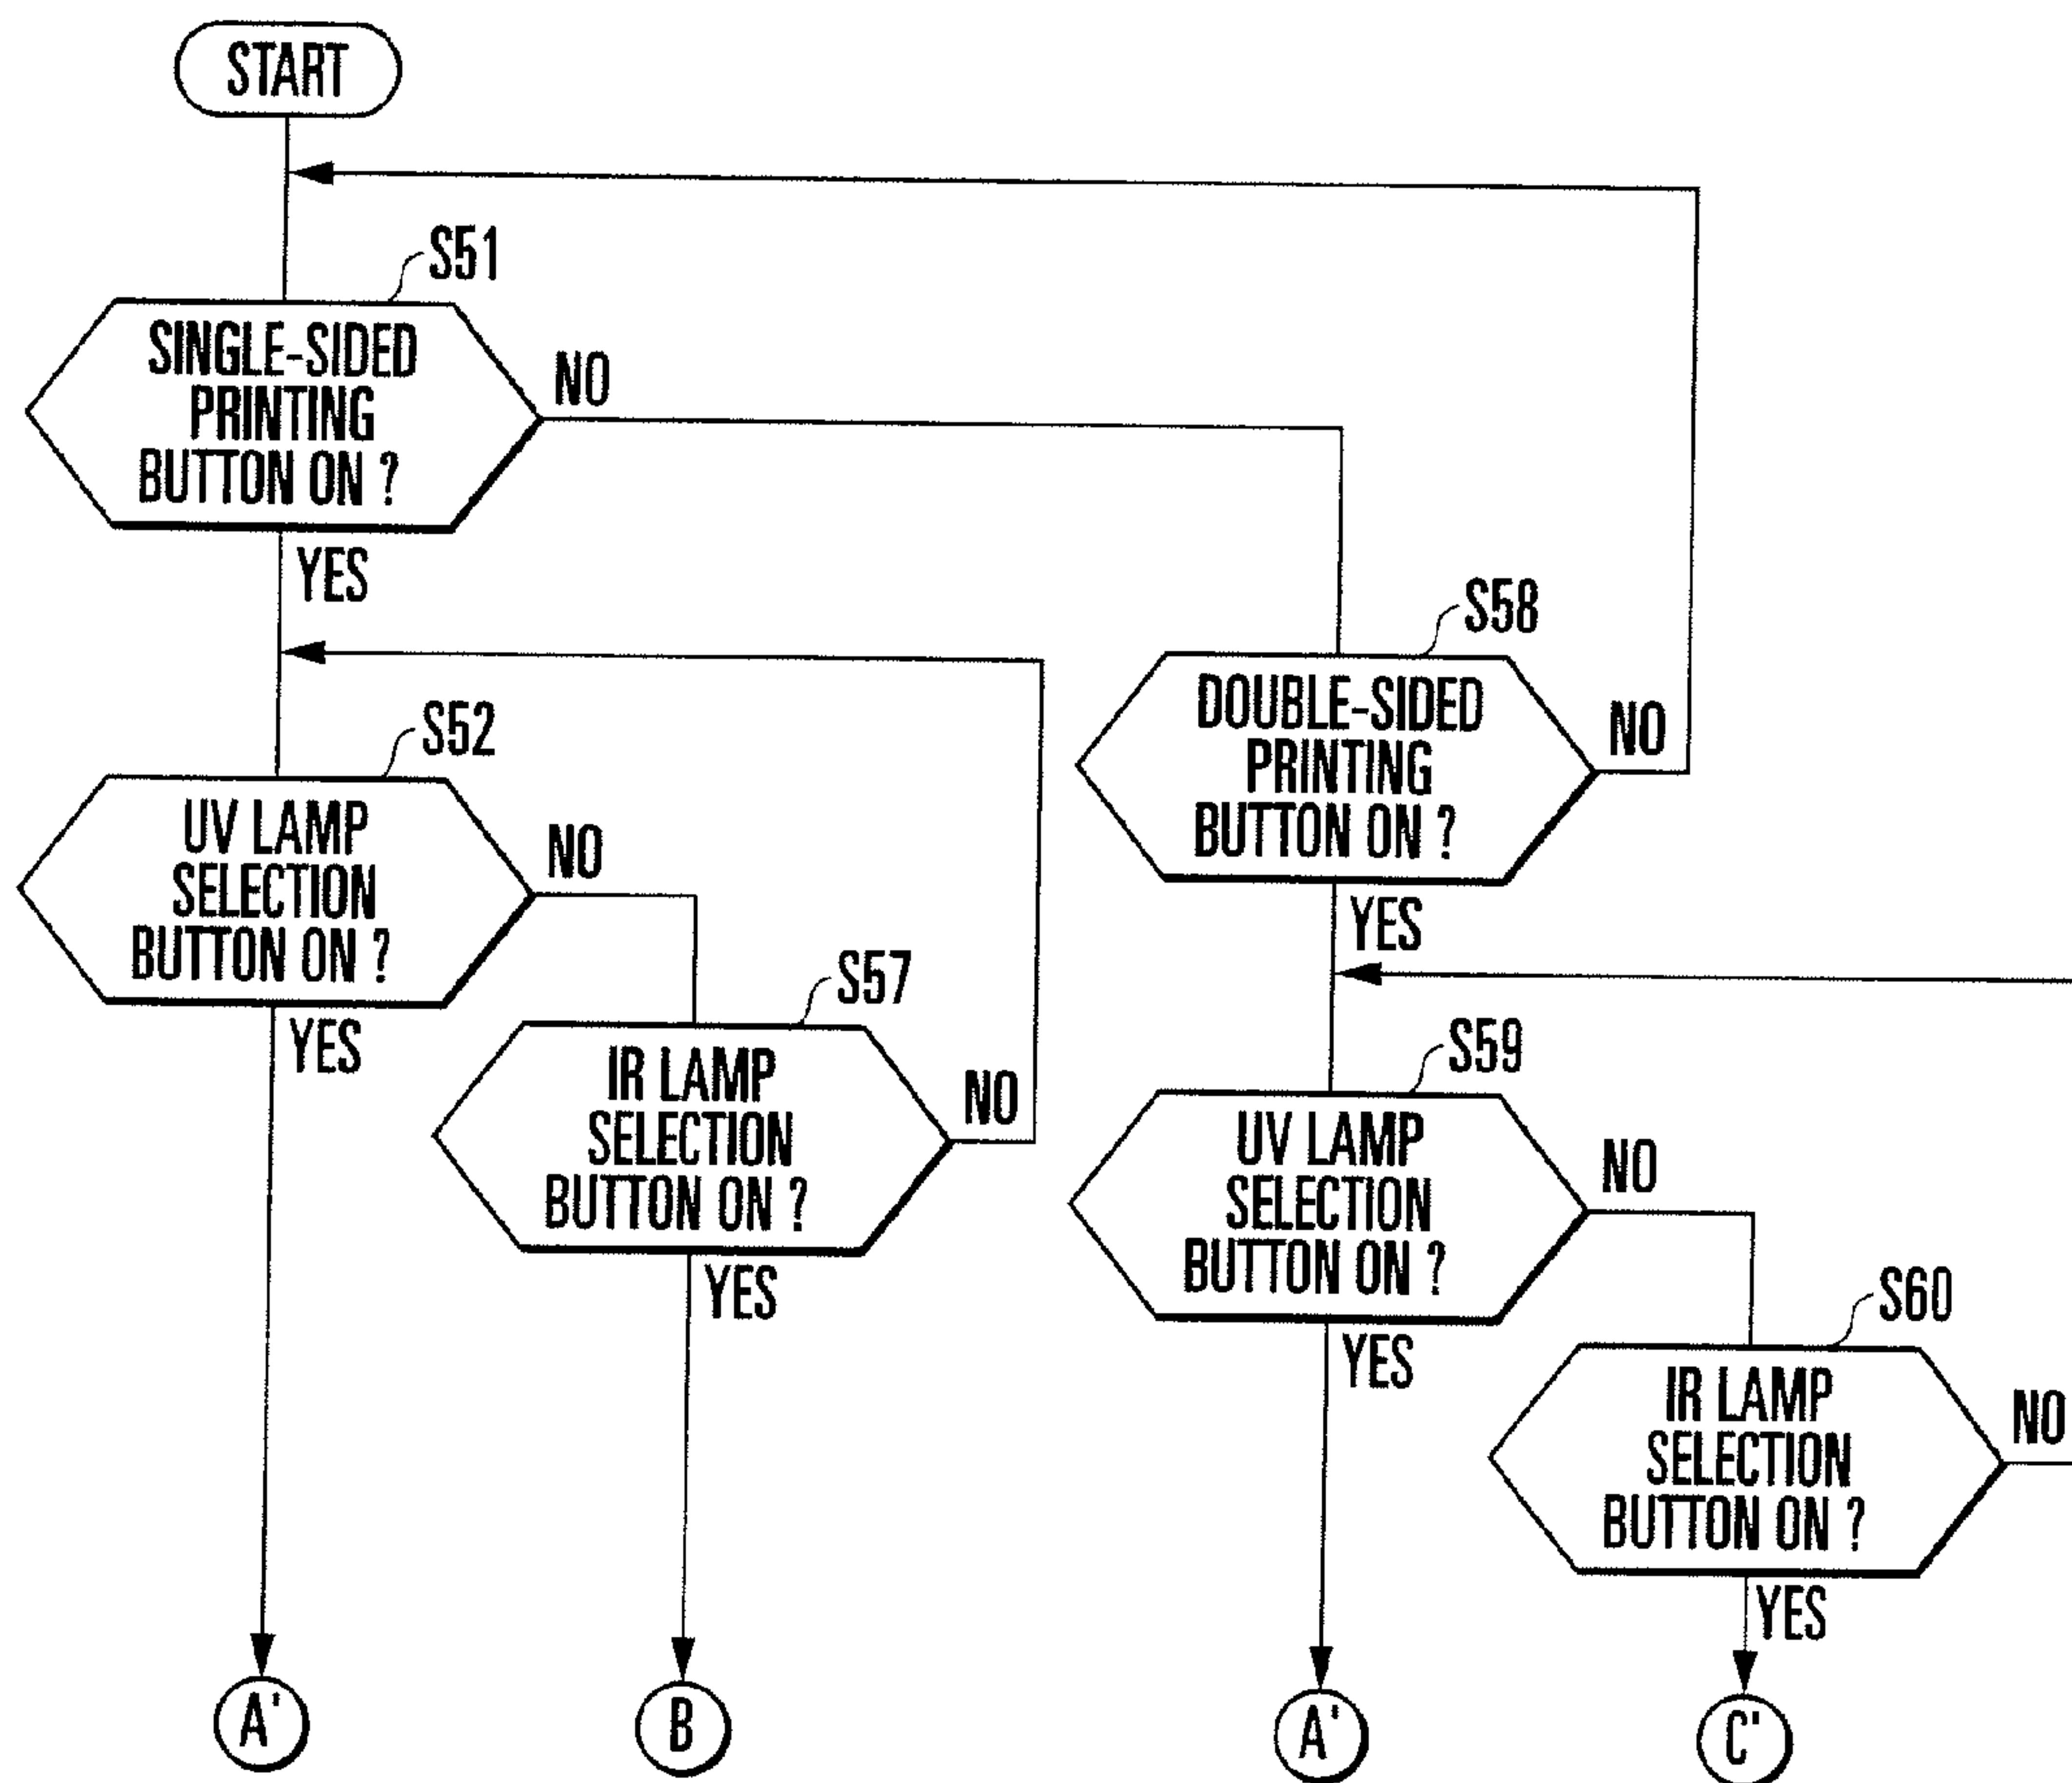 START
S51
SINGLE-SIDED
PRINTING
BUTTON ON ?
NO
YES
S58
DOUBLE-SIDED
PRINTING
BUTTON ON ?
NO
YES
S52
UV LAMP
SELECTION
BUTTON ON ?
NO
YES
S57
IR LAMP
SELECTION
BUTTON ON ?
NO
YES
S59
UV LAMP
SELECTION
BUTTON ON ?
NO
YES
S60
IR LAMP
SELECTION
BUTTON ON ?
NO
YES
A'
B
A'
C'